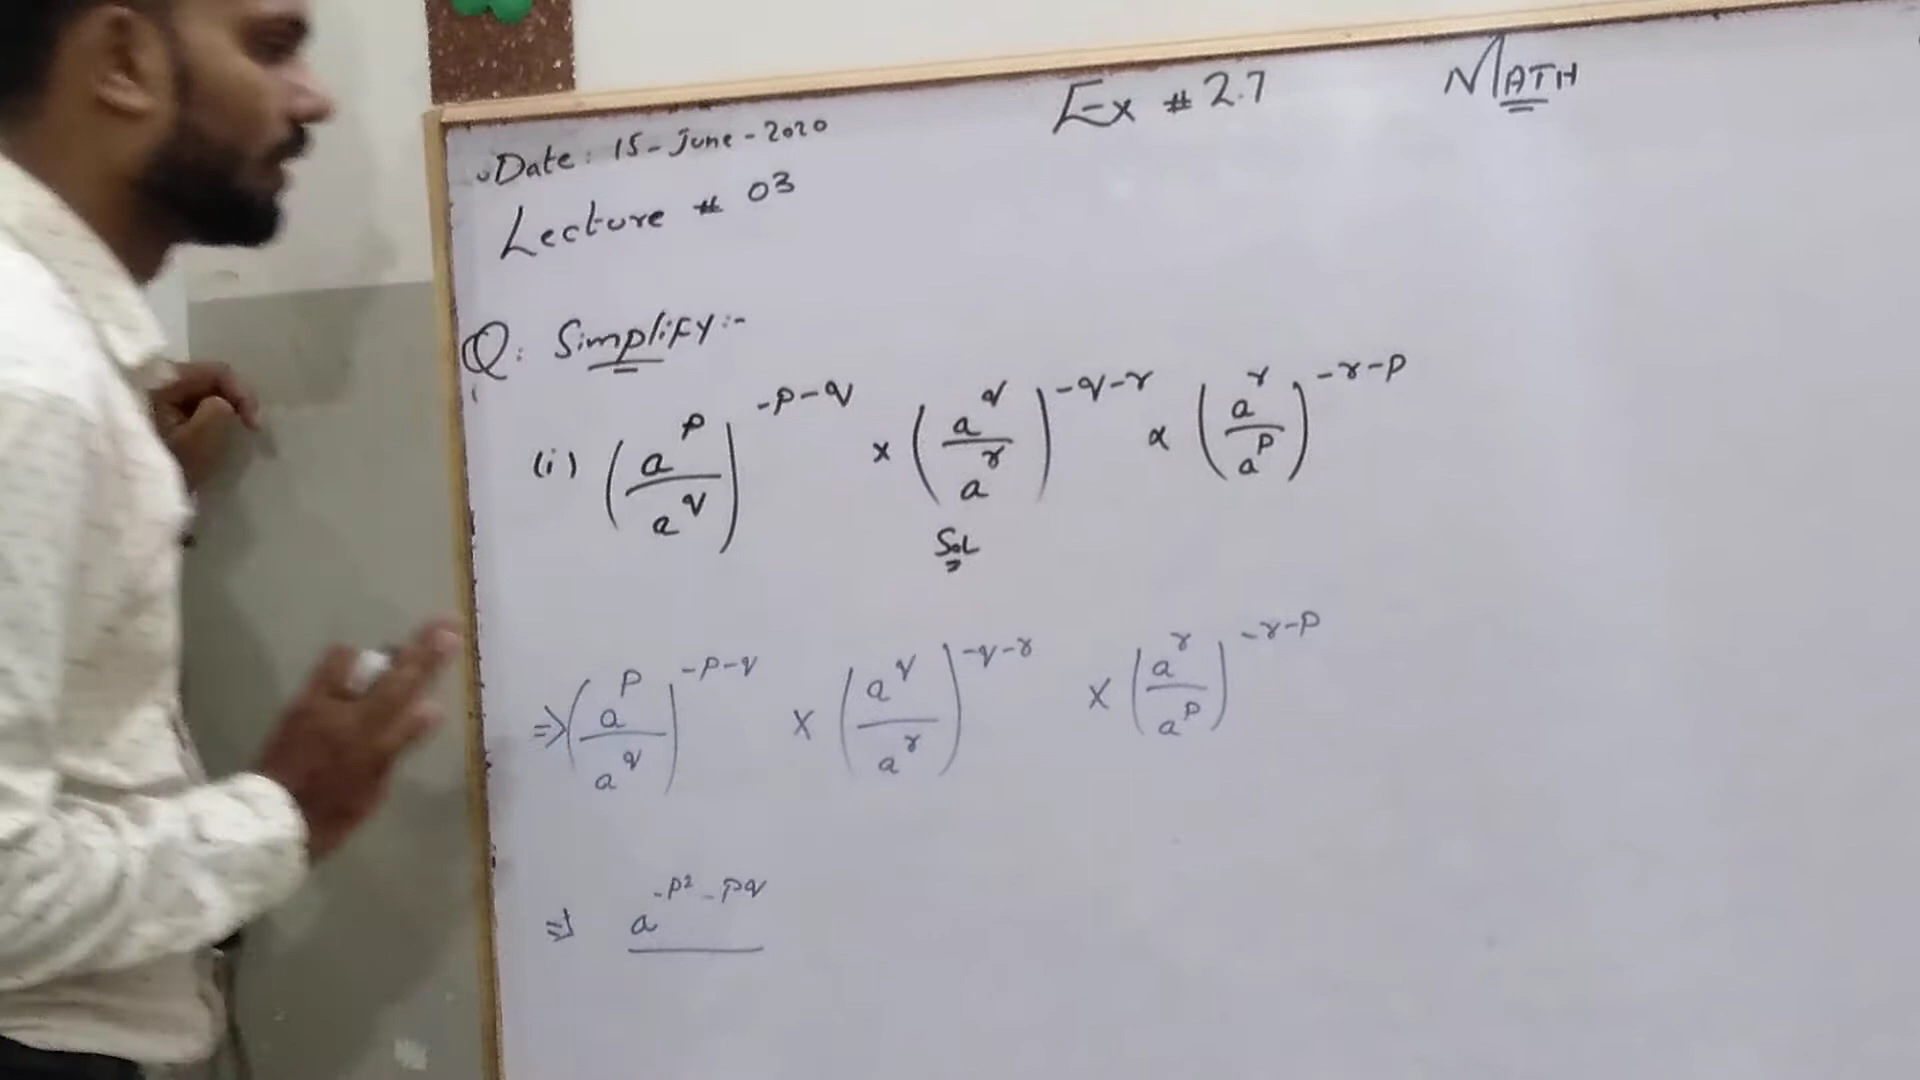 Ex # 2.7 MATH
Date: 15-June-2020
Lecture # 03
Q: Simplify:-
(i) (a^p/a^q)^-p-q × (a^q/a^r)^-q-r × (a^r/a^p)^-r-p
Sol
⇒ (a^p/a^q)^-p-q × (a^q/a^r)^-q-r × (a^r/a^p)^-r-p
⇒ a^-p²-pq